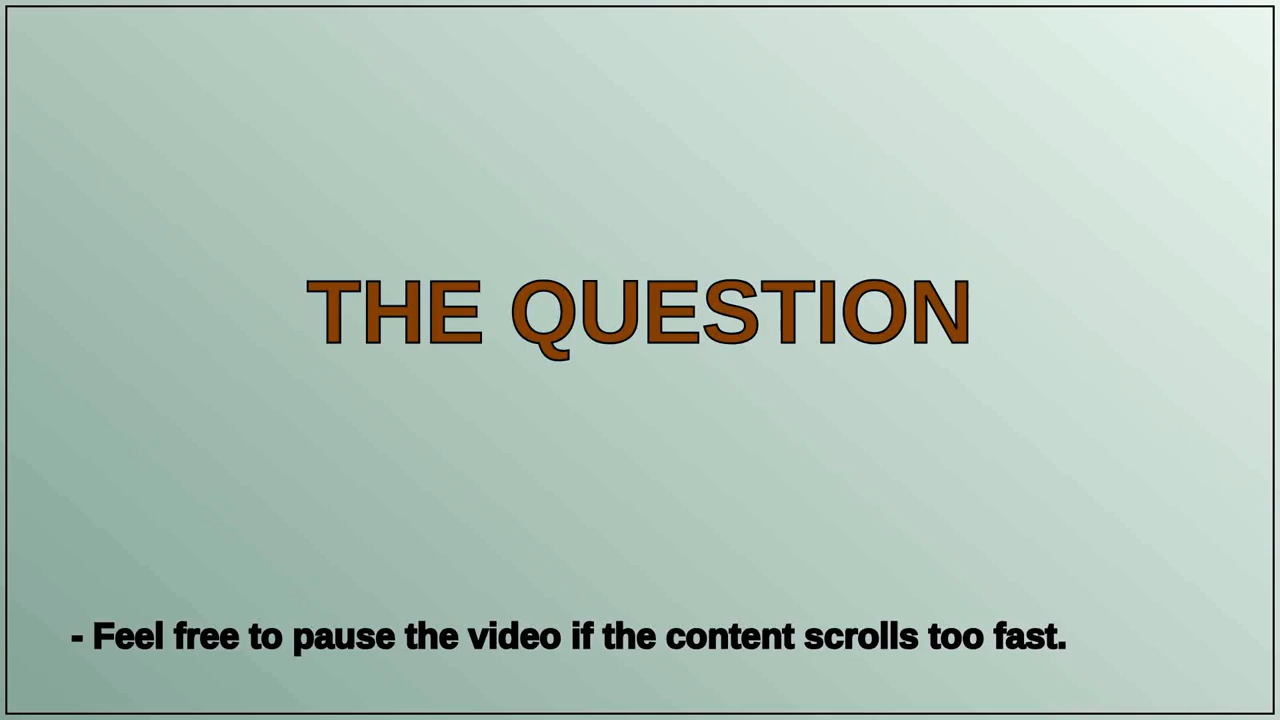 THE QUESTION
- Feel free to pause the video if the content scrolls too fast.